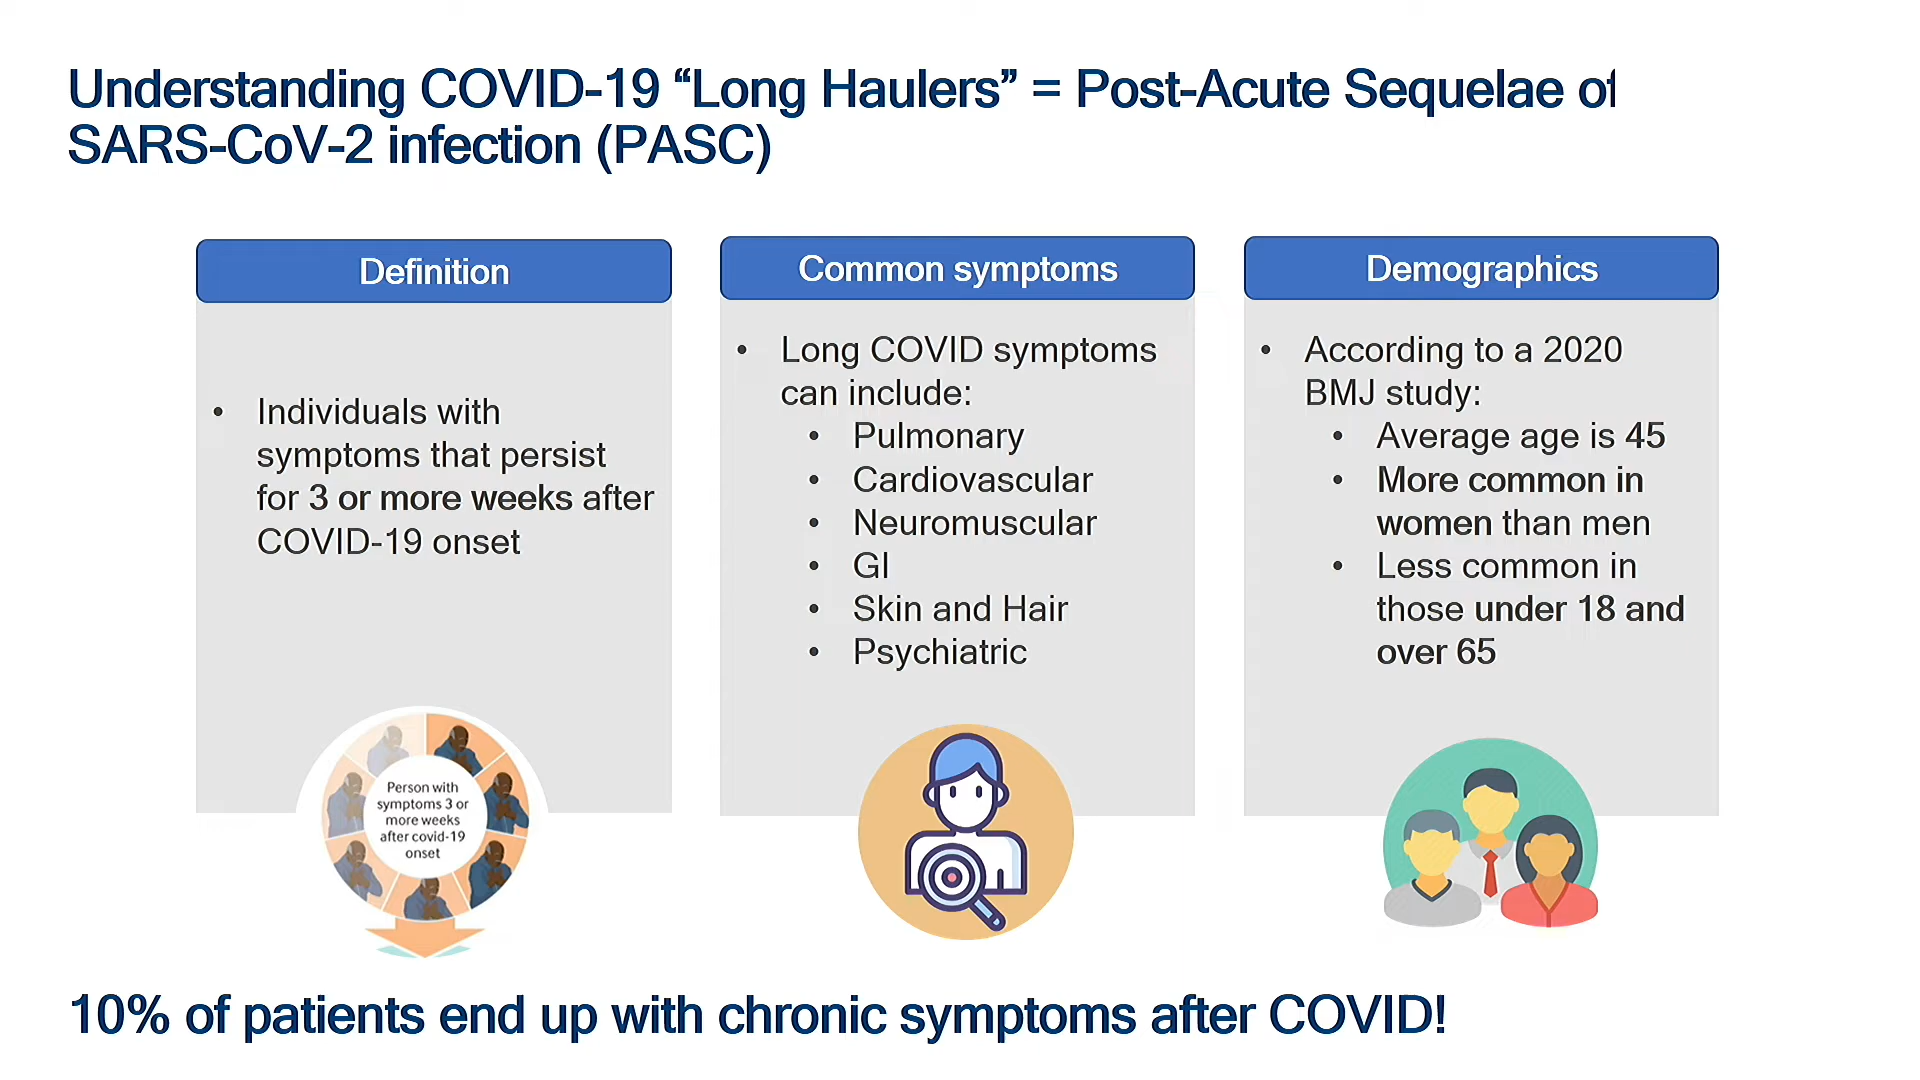 Understanding COVID-19 “Long Haulers” = Post-Acute Sequelae of
SARS-CoV-2 infection (PASC)
Definition
• Individuals with
symptoms that persist
for 3 or more weeks after
COVID-19 onset
Person with
symptoms 3 or
more weeks
after covid-19
onset
Common symptoms
• Long COVID symptoms
can include:
• Pulmonary
• Cardiovascular
• Neuromuscular
• GI
• Skin and Hair
• Psychiatric
Demographics
• According to a 2020
BMJ study:
• Average age is 45
• More common in
women than men
• Less common in
those under 18 and
over 65
10% of patients end up with chronic symptoms after COVID!